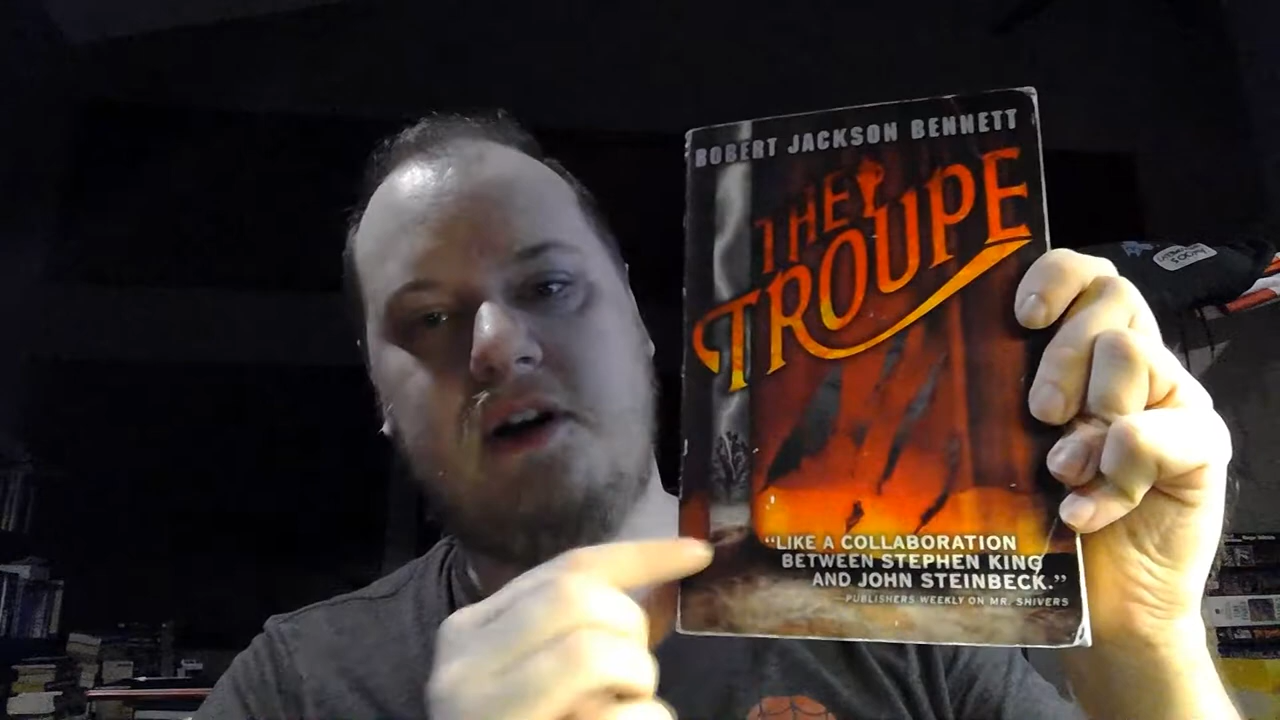 ROBERT JACKSON BENNETT
THE
TROUPE
“LIKE A COLLABORATION
BETWEEN STEPHEN KING
AND JOHN STEINBECK.”
—PUBLISHERS WEEKLY ON MR. SHIVERS